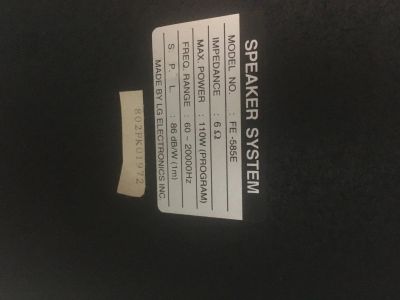 SPEAKER SYSTEM
MODEL NO. : FE-585E
IMPEDANCE : 6 Ω
MAX. POWER : 110W (PROGRAM)
FREQ. RANGE : 60 ~ 20000Hz
S. P. L. : 86 dB/W (1m)
MADE BY LG ELECTRONICS INC.
802PK01972